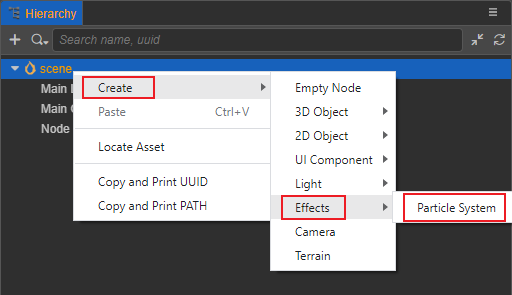 Hierarchy
Search name, uuid
scene
Main
Main
Node
Create
Paste Ctrl+V
Locate Asset
Copy and Print UUID
Copy and Print PATH
Empty Node
3D Object
2D Object
UI Component
Light
Effects
Camera
Terrain
Particle System